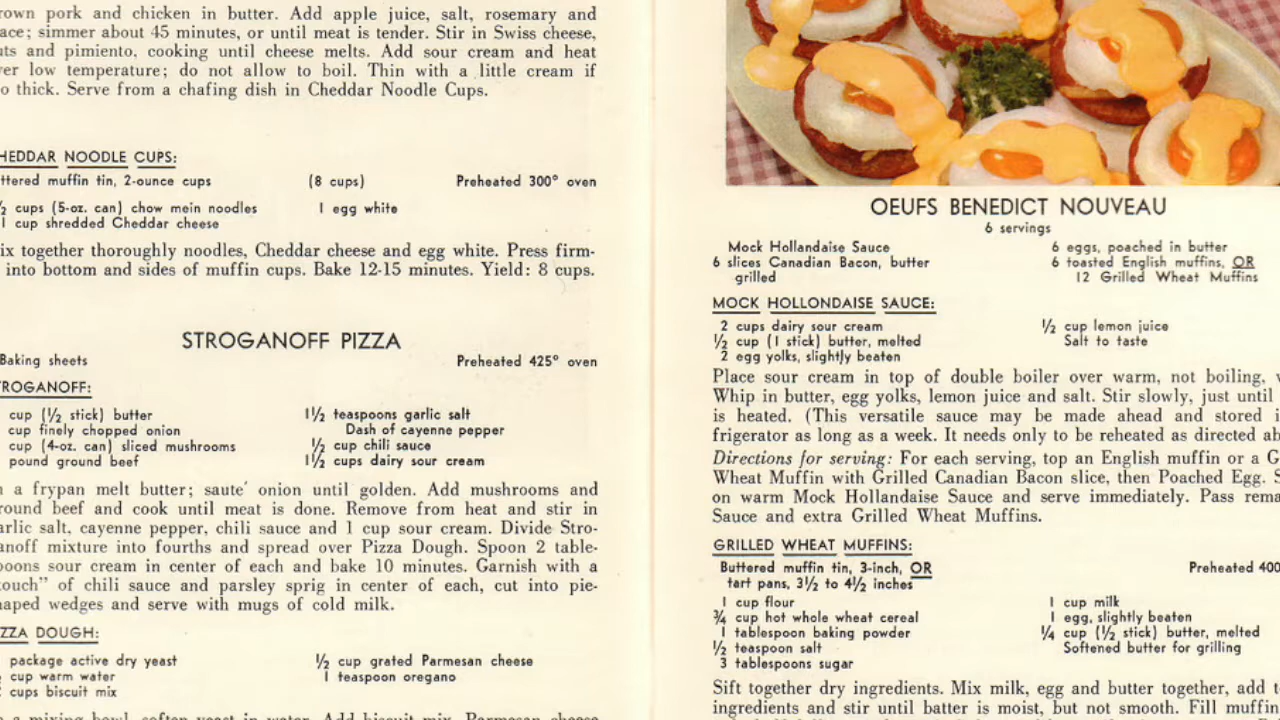 rown pork and chicken in butter. Add apple juice, salt, rosemary and
ace; simmer about 45 minutes, or until meat is tender. Stir in Swiss cheese,
uts and pimiento, cooking until cheese melts. Add sour cream and heat
er low temperature; do not allow to boil. Thin with a little cream if
o thick. Serve from a chafing dish in Cheddar Noodle Cups.
HEDDAR NOODLE CUPS:
ttered muffin tin, 2-ounce cups (8 cups) Preheated 300° oven
½ cups (5-oz. can) chow mein noodles 1 egg white
1 cup shredded Cheddar cheese
ix together thoroughly noodles, Cheddar cheese and egg white. Press firm-
into bottom and sides of muffin cups. Bake 12-15 minutes. Yield: 8 cups.
STROGANOFF PIZZA
Baking sheets Preheated 425° oven
ROGANOFF:
cup (½ stick) butter 1½ teaspoons garlic salt
cup finely chopped onion Dash of cayenne pepper
cup (4-oz. can) sliced mushrooms ½ cup chili sauce
pound ground beef 1½ cups dairy sour cream
a frypan melt butter; saute' onion until golden. Add mushrooms and
round beef and cook until meat is done. Remove from heat and stir in
arlic salt, cayenne pepper, chili sauce and 1 cup sour cream. Divide Stro-
anoff mixture into fourths and spread over Pizza Dough. Spoon 2 table-
poons sour cream in center of each and bake 10 minutes. Garnish with a
ouch" of chili sauce and parsley sprig in center of each, cut into pie-
aped wedges and serve with mugs of cold milk.
ZZA DOUGH:
package active dry yeast ½ cup grated Parmesan cheese
cup warm water 1 teaspoon oregano
cups biscuit mix
a mixing bowl, soften yeast in water. Add biscuit mix, Parmesan cheese
OEUFS BENEDICT NOUVEAU
6 servings
Mock Hollandaise Sauce 6 eggs, poached in butter
6 slices Canadian Bacon, butter 6 toasted English muffins, OR
grilled 12 Grilled Wheat Muffins
MOCK HOLLONDAISE SAUCE:
2 cups dairy sour cream ½ cup lemon juice
½ cup (1 stick) butter, melted Salt to taste
2 egg yolks, slightly beaten
Place sour cream in top of double boiler over warm, not boiling,
Whip in butter, egg yolks, lemon juice and salt. Stir slowly, just until
is heated. (This versatile sauce may be made ahead and stored i
frigerator as long as a week. It needs only to be reheated as directed ab
Directions for serving: For each serving, top an English muffin or a G
Wheat Muffin with Grilled Canadian Bacon slice, then Poached Egg. S
on warm Mock Hollandaise Sauce and serve immediately. Pass rema
Sauce and extra Grilled Wheat Muffins.
GRILLED WHEAT MUFFINS:
Buttered muffin tin, 3-inch, OR Preheated 400
tart pans, 3½ to 4½ inches
1 cup flour 1 cup milk
¾ cup hot whole wheat cereal 1 egg, slightly beaten
1 tablespoon baking powder ¼ cup (½ stick) butter, melted
½ teaspoon salt Softened butter for grilling
3 tablespoons sugar
Sift together dry ingredients. Mix milk, egg and butter together, add t
ingredients and stir until batter is moist, but not smooth. Fill muffin